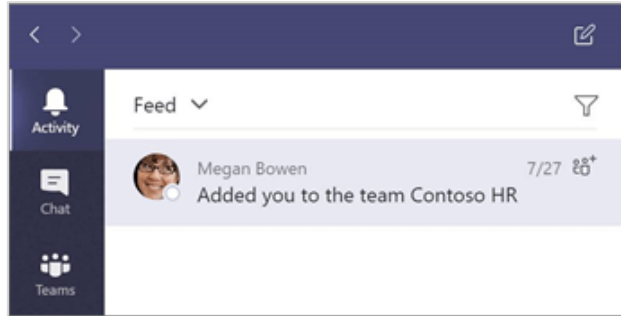 Activity
Chat
Teams
Feed
Megan Bowen 7/27
Added you to the team Contoso HR